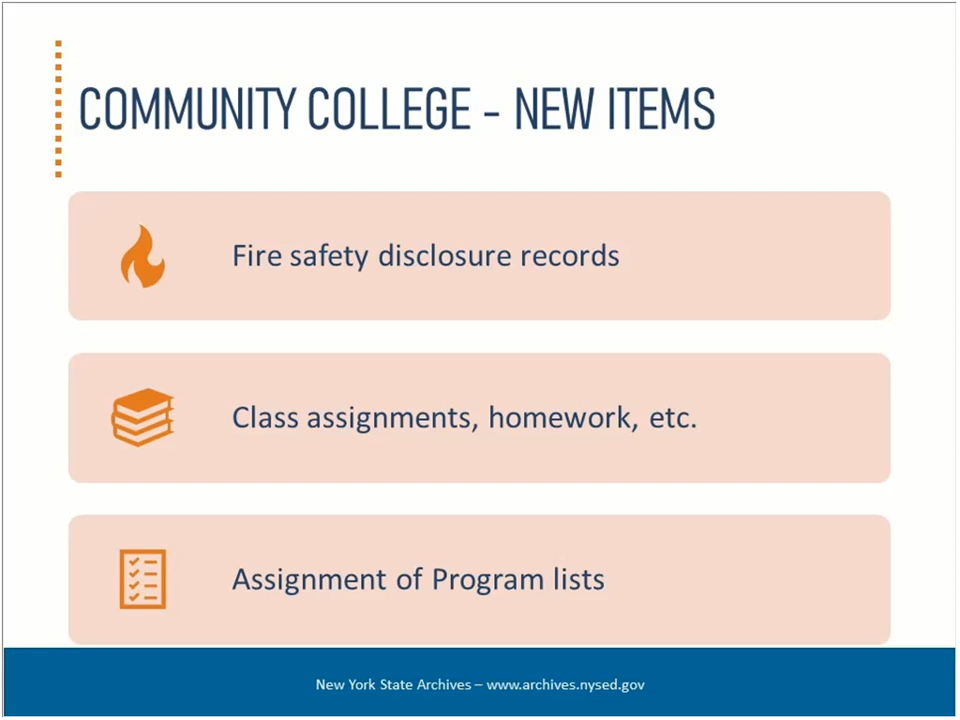 COMMUNITY COLLEGE - NEW ITEMS
Fire safety disclosure records
Class assignments, homework, etc.
Assignment of Program lists
New York State Archives – www.archives.nysed.gov